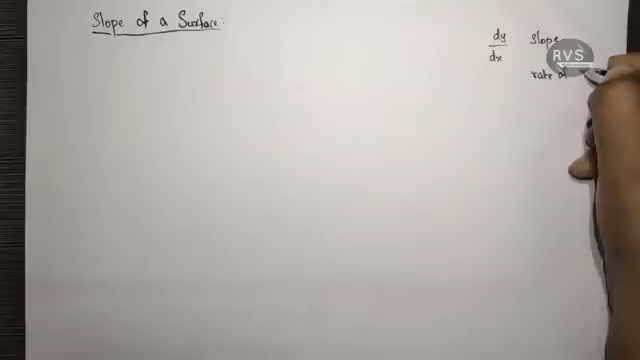 Slope of a Surface:
dy
dx
slope
RVS
rate of